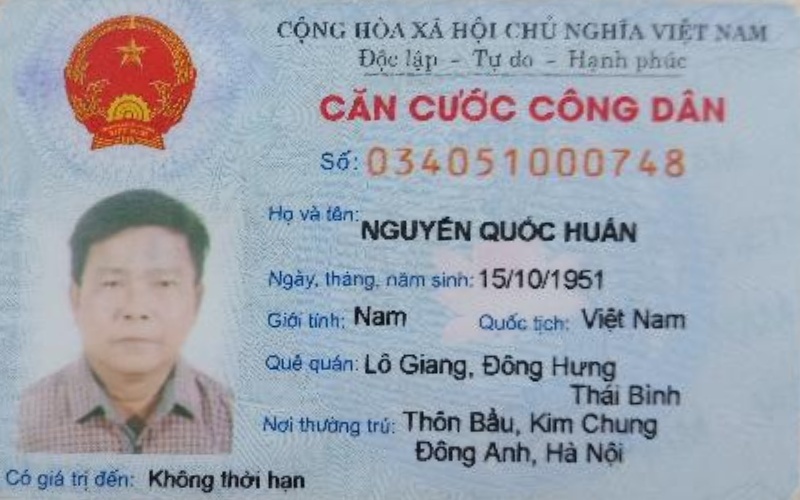 CỘNG HÒA XÃ HỘI CHỦ NGHĨA VIỆT NAM
Độc lập - Tự do - Hạnh phúc
CĂN CƯỚC CÔNG DÂN
Số: 034051000748
Họ và tên: NGUYỄN QUỐC HUÁN
Ngày, tháng, năm sinh: 15/10/1951
Giới tính: Nam Quốc tịch: Việt Nam
Quê quán: Lô Giang, Đông Hưng
Thái Bình
Nơi thường trú: Thôn Bầu, Kim Chung
Đông Anh, Hà Nội
Có giá trị đến: Không thời hạn